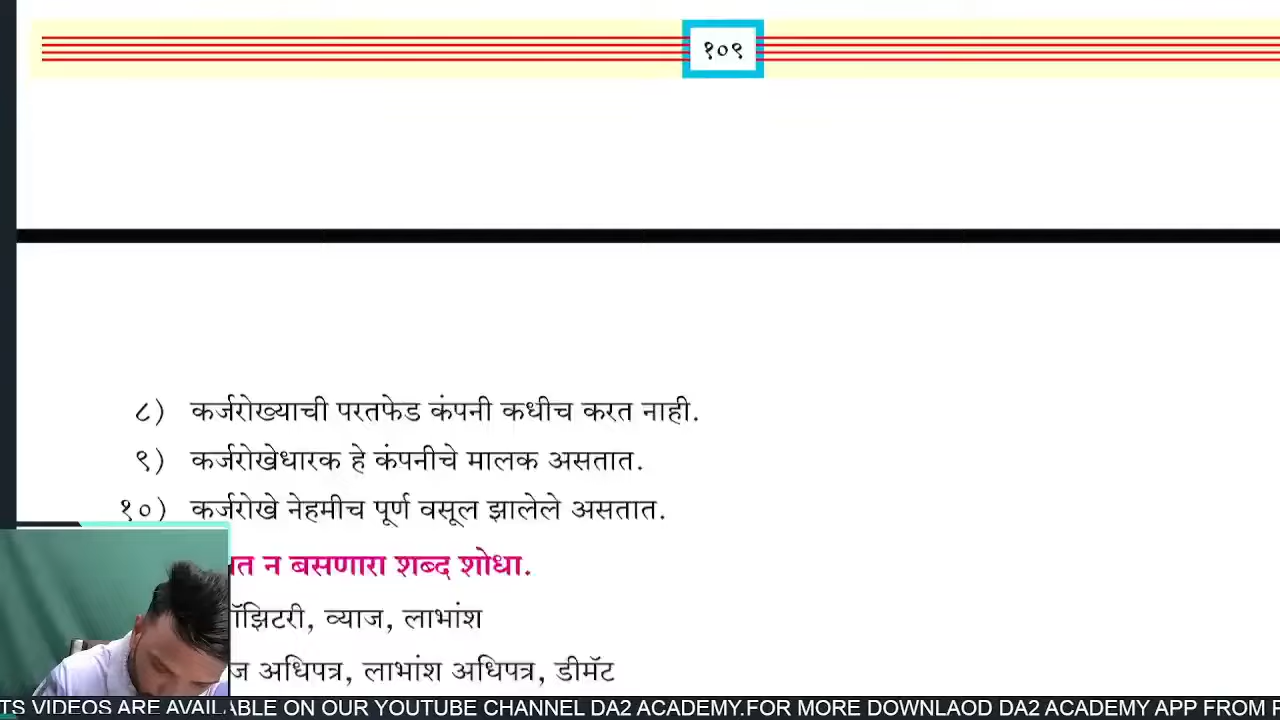 १०९
८) कर्जरोख्याची परतफेड कंपनी कधीच करत नाही.
९) कर्जरोखेधारक हे कंपनीचे मालक असतात.
१०) कर्जरोखे नेहमीच पूर्ण वसूल झालेले असतात.
न बसणारा शब्द शोधा.
व्याज, लाभांश
अधिपत्र, लाभांश अधिपत्र, डीमॅट
TS VIDEOS ARE AVAILABLE ON OUR YOUTUBE CHANNEL DA2 ACADEMY.FOR MORE DOWNLAOD DA2 ACADEMY APP FROM